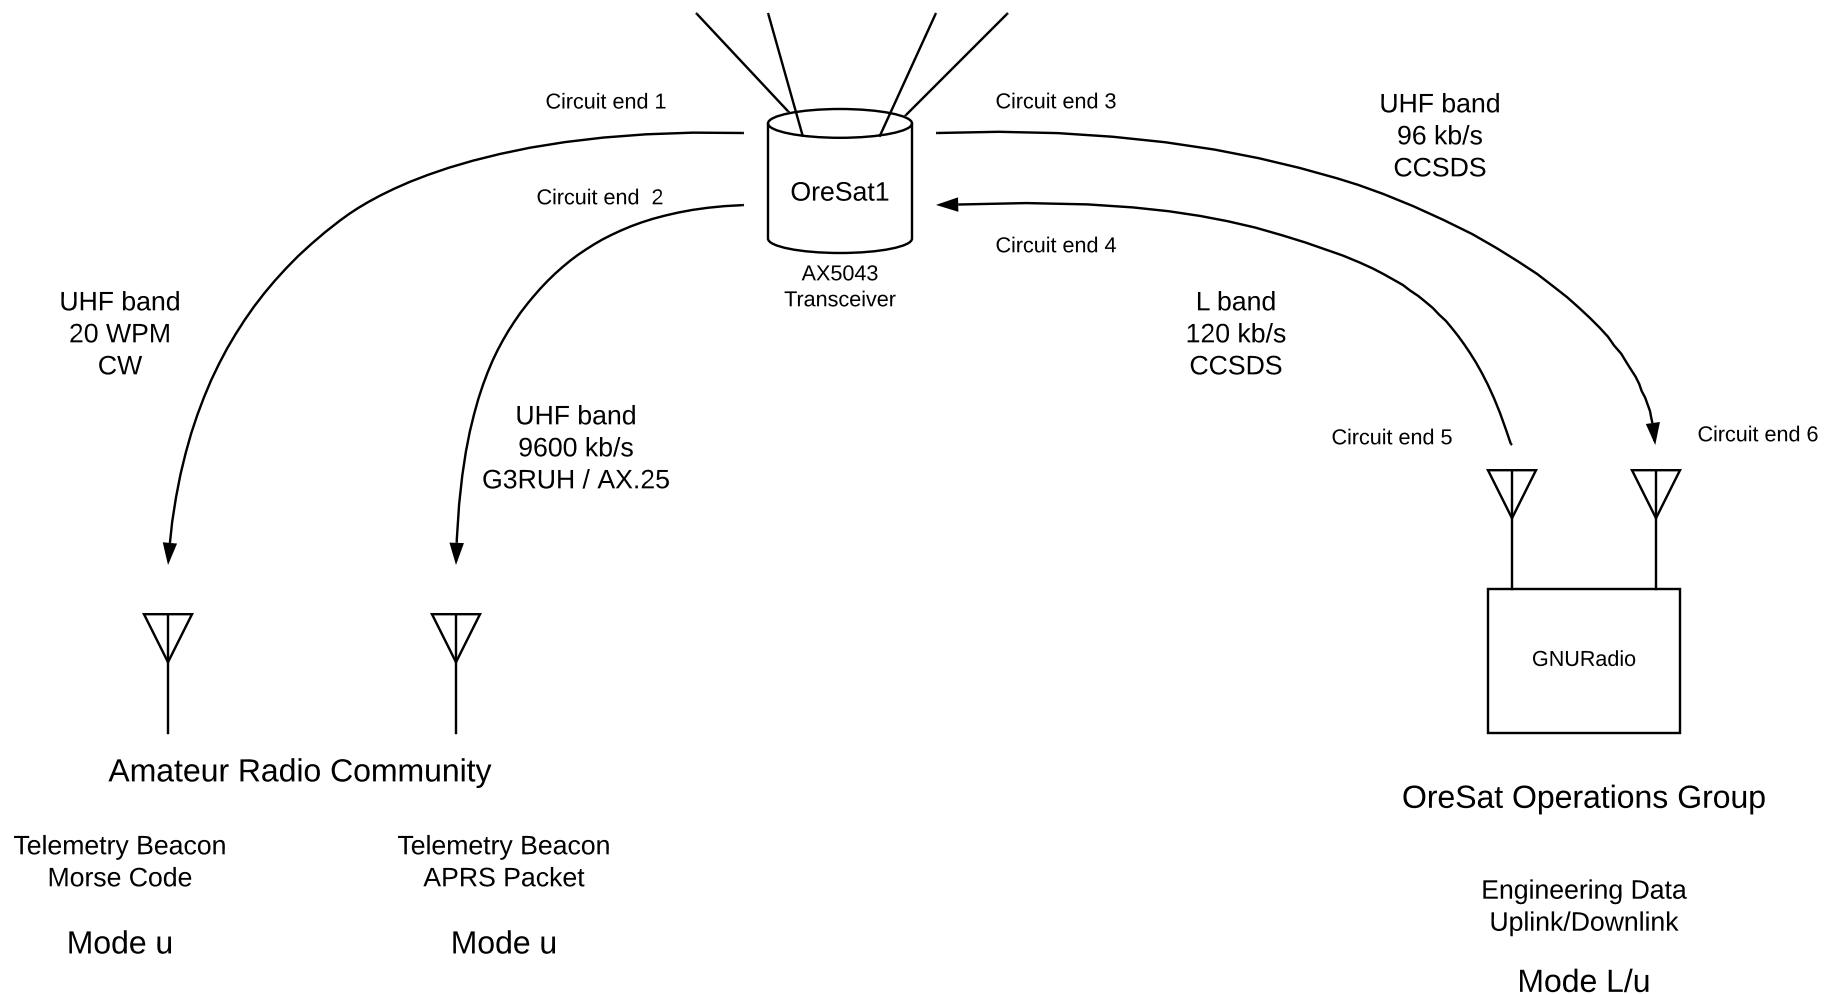 Circuit end 1
Circuit end 3
UHF band
96 kb/s
CCSDS
Circuit end  2
OreSat1
Circuit end 4
AX5043
Transceiver
UHF band
20 WPM
CW
L band
120 kb/s
CCSDS
UHF band
9600 kb/s
G3RUH / AX.25
Circuit end 5
Circuit end 6
GNURadio
Amateur Radio Community
OreSat Operations Group
Telemetry Beacon
Morse Code
Telemetry Beacon
APRS Packet
Engineering Data
Uplink/Downlink
Mode u
Mode u
Mode L/u